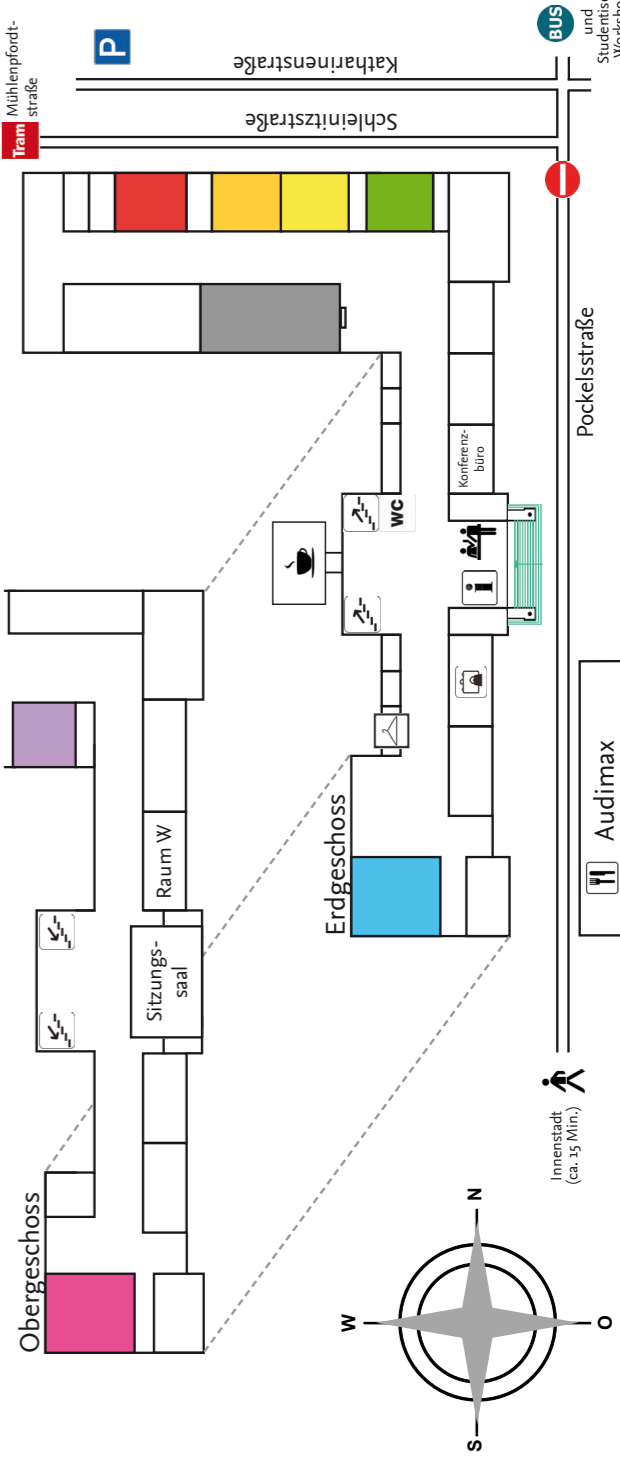 Tram
Mühlenpfordt-
straße
P
Katharinenstraße
Schleinitzstraße
BUS
und
Pockelsstraße
Konferenz-
büro
WC
i
Raum W
Sitzungs-
saal
Obergeschoss
Erdgeschoss
Audimax
Innenstadt
(ca. 15 Min.)
W
N
S
O